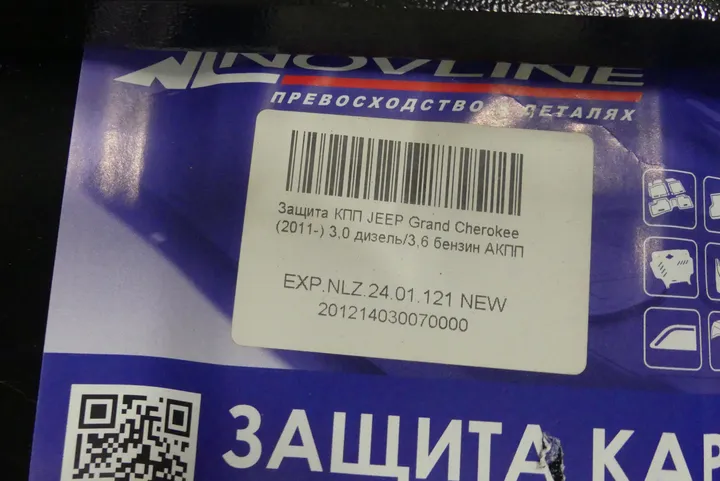 NOVLINE
ПРЕВОСХОДСТВО В ДЕТАЛЯХ
Защита КПП JEEP Grand Cherokee
(2011-) 3,0 дизель/3,6 бензин АКПП
EXP.NLZ.24.01.121 NEW
201214030070000
ЗАЩИТА КАР